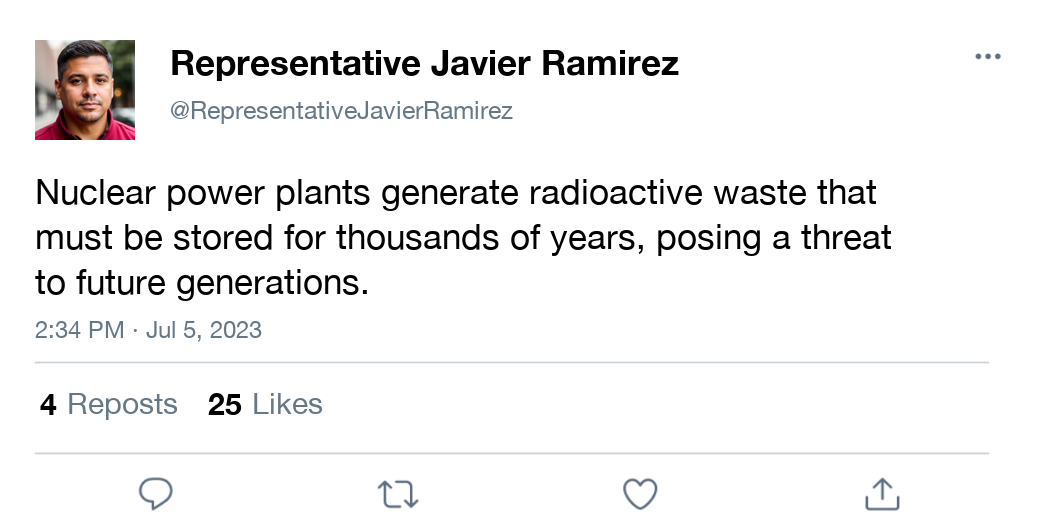 Representative Javier Ramirez
@RepresentativeJavierRamirez
Nuclear power plants generate radioactive waste that
must be stored for thousands of years, posing a threat
to future generations.
2:34 PM · Jul 5, 2023
4 Reposts 25 Likes